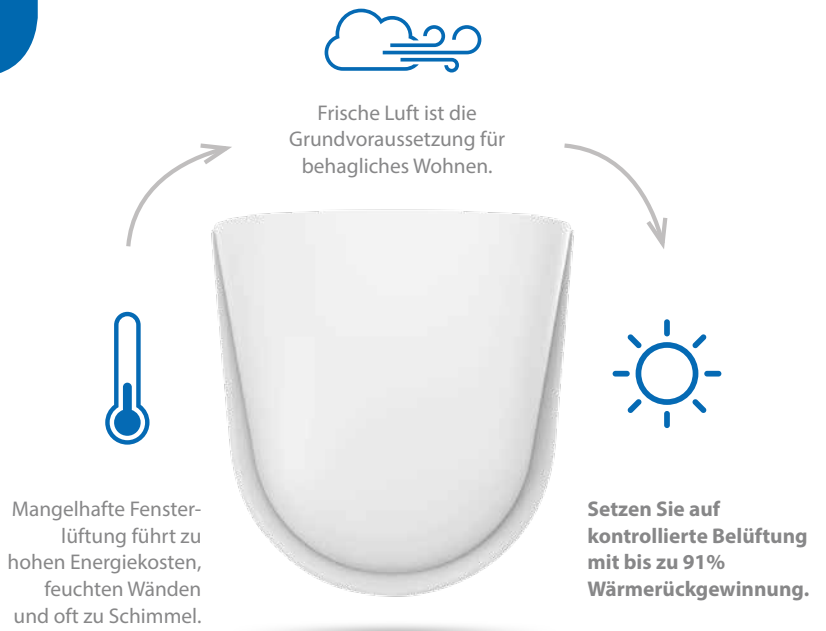 Frische Luft ist die
Grundvoraussetzung für
behagliches Wohnen.
Mangelhafte Fenster-
lüftung führt zu
hohen Energiekosten,
feuchten Wänden
und oft zu Schimmel.
Setzen Sie auf
kontrollierte Belüftung
mit bis zu 91%
Wärmerückgewinnung.